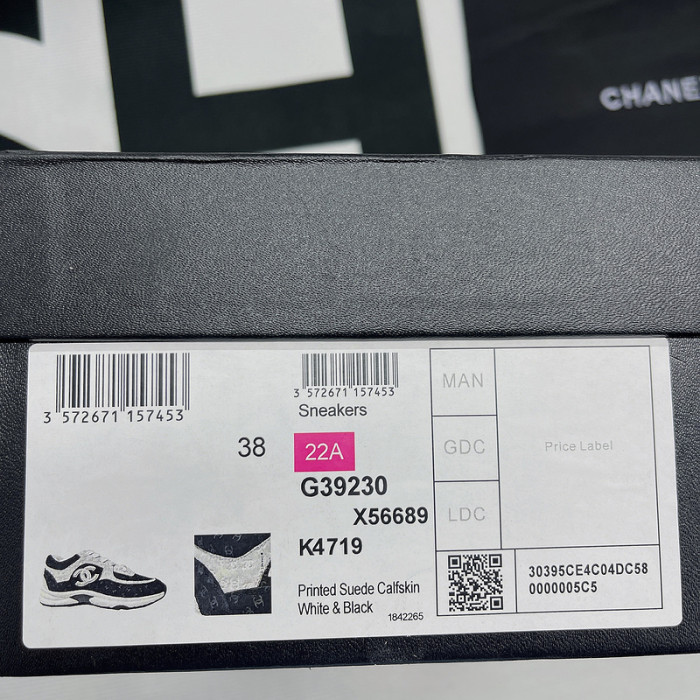 CHANE
3 572671 157453
3 572671 157453
Sneakers
38
22A
G39230
X56689
K4719
Printed Suede Calfskin
White & Black
1842265
MAN
GDC
LDC
Price Label
30395CE4C04DC58
0000005C5